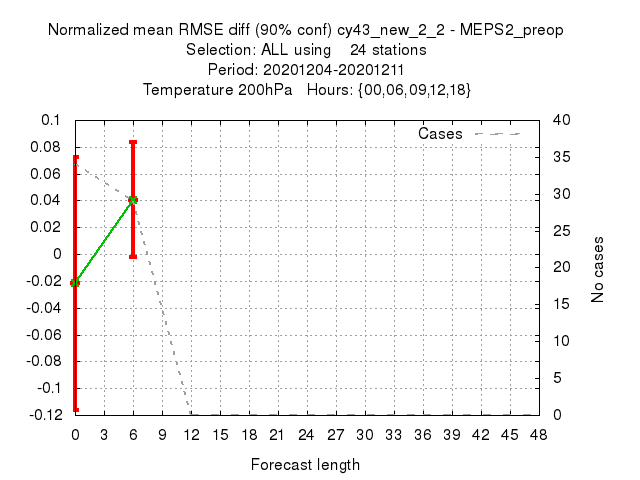 Normalized mean RMSE diff (90% conf) cy43_new_2_2 - MEPS2_preop
Selection: ALL using 24 stations
Period: 20201204-20201211
Temperature 200hPa Hours: {00,06,09,12,18}
Cases
0.1
0.08
0.06
0.04
0.02
0
-0.02
-0.04
-0.06
-0.08
-0.1
-0.12
40
35
30
25
20
15
10
5
0
No cases
0 3 6 9 12 15 18 21 24 27 30 33 36 39 42 45 48
Forecast length